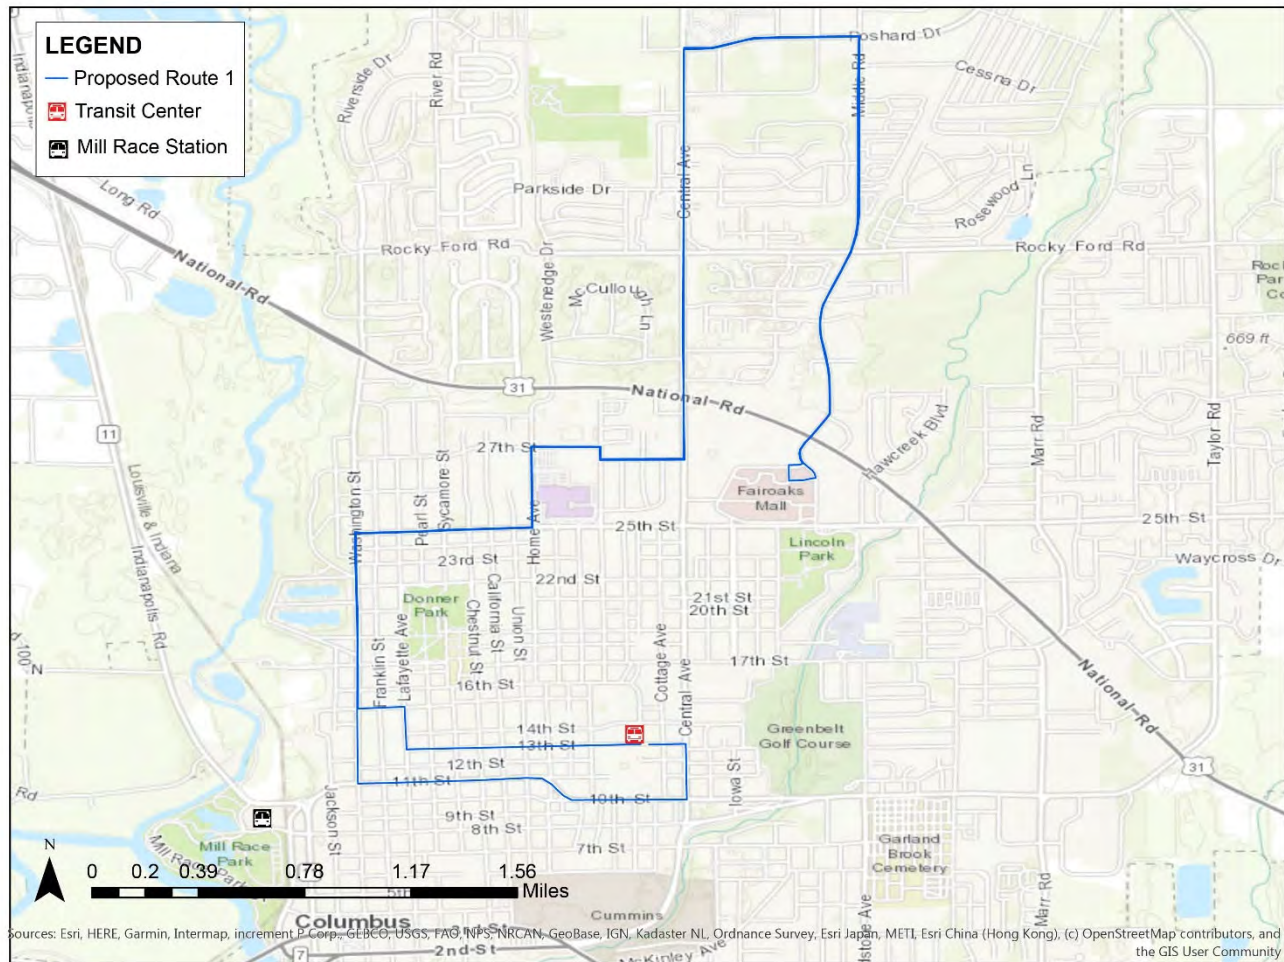 LEGEND
Proposed Route 1
Transit Center
Mill Race Station
Indianapo
Riverside Dr
River Rd
Poshard Dr
Cessna Dr
Middle Rd
Central Ave
Long Rd
Parkside Dr
Rosewood Ln
Rocky Ford Rd
Rocky Ford Rd
National-Rd
Westenedge Dr
McCullough-Ln
669 ft
31
National-Rd
11
Hawcreek Blvd
Marr Rd
Taylor Rd
27th St
Washington St
Pearl St
Sycamore St
Home Ave
Fairoaks
Mall
25th St
25th St
Louisville & Indiana
Indianapolis Rd
23rd St
22nd St
Lincoln
Park
Waycross Dr
Donner
Park
California St
Chestnut St
Union St
21st St
20th St
Franklin St
Lafayette Ave
Cottage Ave
Central Ave
17th St
16th St
National-Rd
14th St
13th St
12th St
Greenbelt
Golf Course
11th St
10th St
Iowa St
31
Rd
Jackson St
9th St
8th St
7th St
Mill Race
Park
Garland
Brook
Cemetery
Marr Rd
N
0 0.2 0.39 0.78 1.17 1.56
Miles
Columbus
Cummins
2nd-St
7
McKinley Ave
Sources: Esri, HERE, Garmin, Intermap, increment P Corp., GEBCO, USGS, FAO, NPS, NRCAN, GeoBase, IGN, Kadaster NL, Ordnance Survey, Esri Japan, METI, Esri China (Hong Kong), (c) OpenStreetMap contributors, and
the GIS User Community